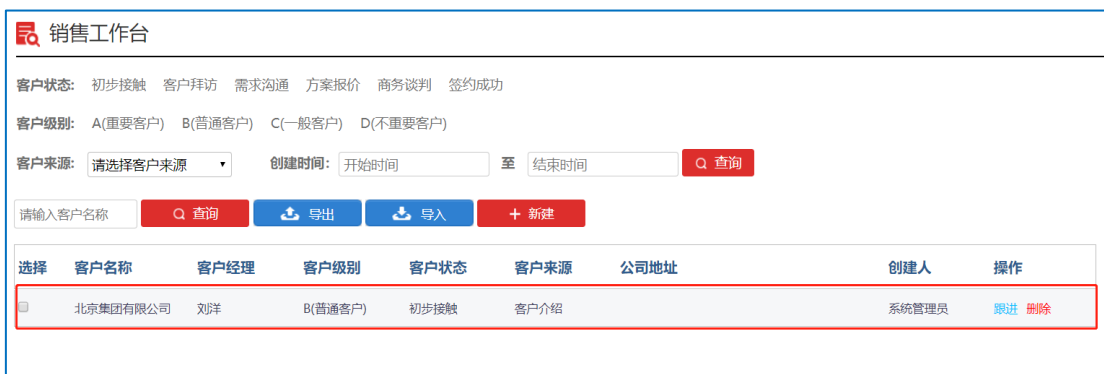 销售工作台
客户状态: 初步接触 客户拜访 需求沟通 方案报价 商务谈判 签约成功
客户级别: A(重要客户) B(普通客户) C(一般客户) D(不重要客户)
客户来源: 请选择客户来源 创建时间: 开始时间 至 结束时间 查询
请输入客户名称 查询 导出 导入 + 新建
选择 客户名称 客户经理 客户级别 客户状态 客户来源 公司地址 创建人 操作
北京集团有限公司 刘洋 B(普通客户) 初步接触 客户介绍 系统管理员 跟进 删除